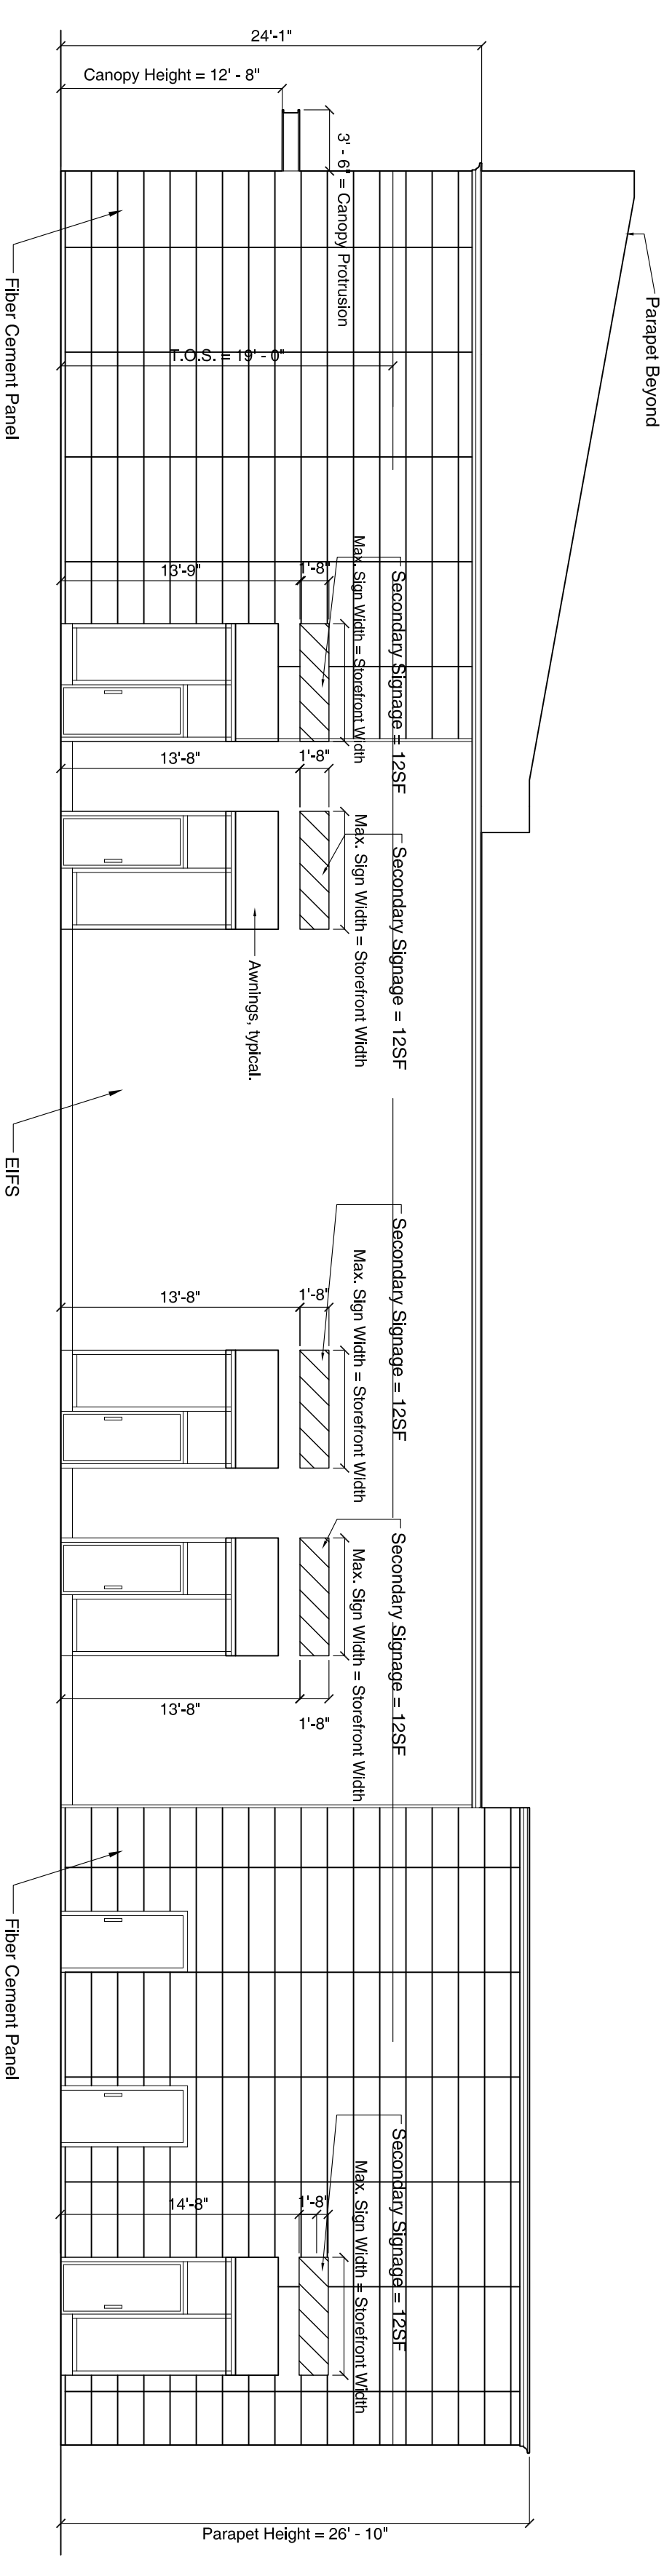 24'-1"
Canopy Height = 12' - 8"
3' - 6" = Canopy Protrusion
Parapet Beyond
Fiber Cement Panel
T.O.S. = 19' - 0"
13'-9"
1'-8"
Max. Sign Width = Storefront Width
Secondary Signage = 12SF
13'-8"
1'-8"
Max. Sign Width = Storefront Width
Secondary Signage = 12SF
Awnings, typical.
EIFS
13'-8"
1'-8"
Max. Sign Width = Storefront Width
Secondary Signage = 12SF
13'-8"
1'-8"
Max. Sign Width = Storefront Width
Secondary Signage = 12SF
Fiber Cement Panel
14'-8"
1'-8"
Max. Sign Width = Storefront Width
Secondary Signage = 12SF
Parapet Height = 26' - 10"